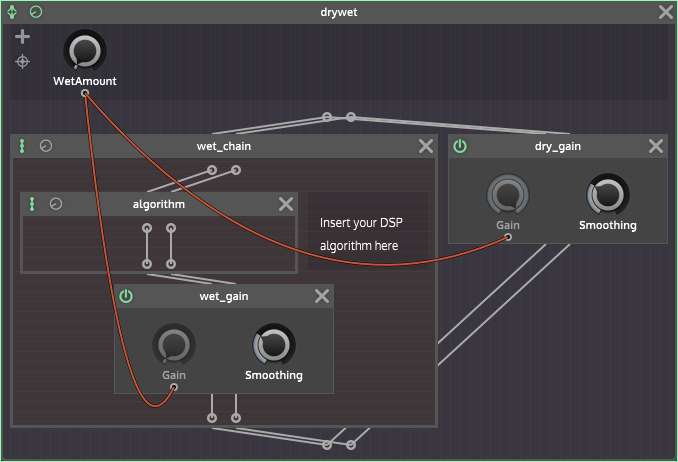 drywet
WetAmount
wet_chain
dry_gain
algorithm
Insert your DSP
algorithm here
Gain
Smoothing
wet_gain
Gain
Smoothing